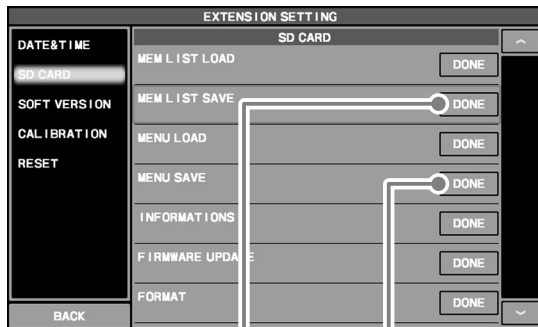 EXTENSION SETTING
DATE&TIME
SD CARD
SOFT VERSION
CALIBRATION
RESET
BACK
SD CARD
MEM LIST LOAD DONE
MEM LIST SAVE DONE
MENU LOAD DONE
MENU SAVE DONE
INFORMATIONS DONE
FIRMWARE UPDATE DONE
FORMAT DONE